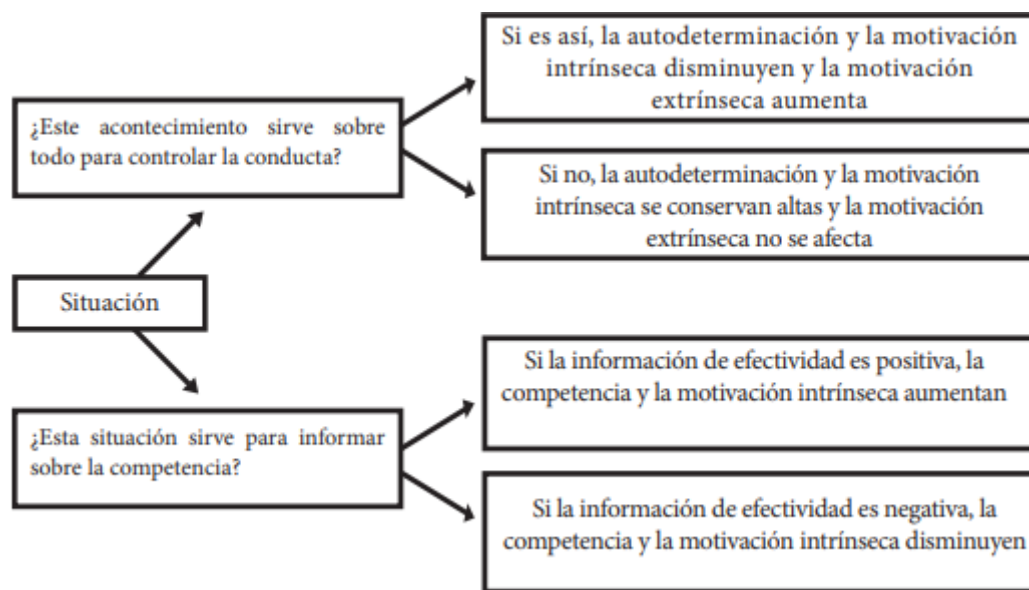 Si es así, la autodeterminación y la motivación
intrínseca disminuyen y la motivación
extrínseca aumenta
¿Este acontecimiento sirve sobre
todo para controlar la conducta?
Si no, la autodeterminación y la motivación
intrínseca se conservan altas y la motivación
extrínseca no se afecta
Situación
Si la información de efectividad es positiva, la
competencia y la motivación intrínseca aumentan
¿Esta situación sirve para informar
sobre la competencia?
Si la información de efectividad es negativa, la
competencia y la motivación intrínseca disminuyen